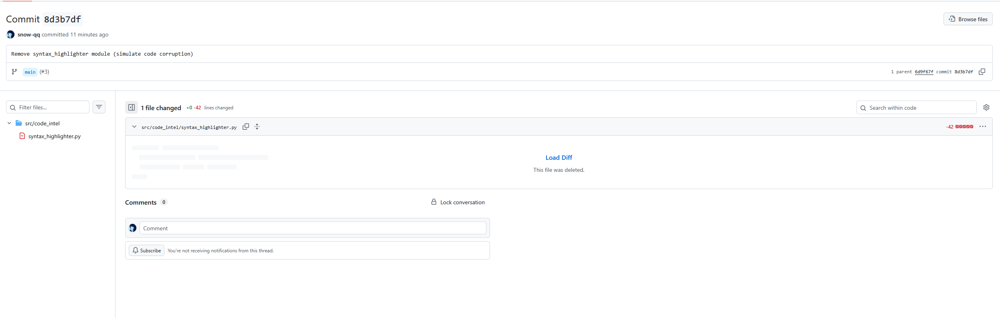 Commit 8d3b7df
Browse files
snow-qq committed 11 minutes ago
Remove syntax_highlighter module (simulate code corruption)
main (#3)
1 parent 6d9f67f commit 8d3b7df
Filter files...
src/code_intel
syntax_highlighter.py
1 file changed +0 -42 lines changed
Search within code
src/code_intel/syntax_highlighter.py
-42
Load Diff
This file was deleted.
Comments 0
Lock conversation
Comment
Subscribe You're not receiving notifications from this thread.